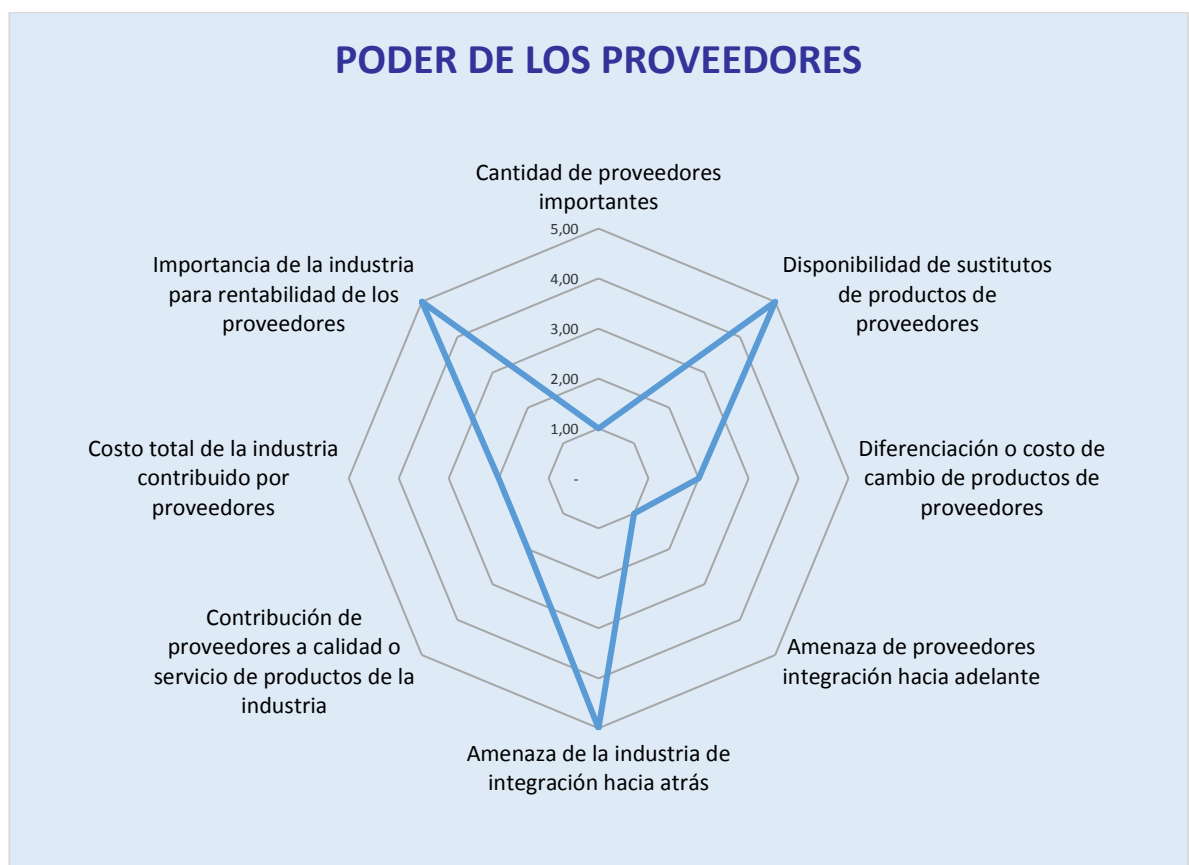 PODER DE LOS PROVEEDORES
Cantidad de proveedores
importantes
Disponibilidad de sustitutos
de productos de
proveedores
Diferenciación o costo de
cambio de productos de
proveedores
Amenaza de proveedores
integración hacia adelante
Amenaza de la industria de
integración hacia atrás
Contribución de
proveedores a calidad o
servicio de productos de la
industria
Costo total de la industria
contribuido por
proveedores
Importancia de la industria
para rentabilidad de los
proveedores
5,00
4,00
3,00
2,00
1,00
-